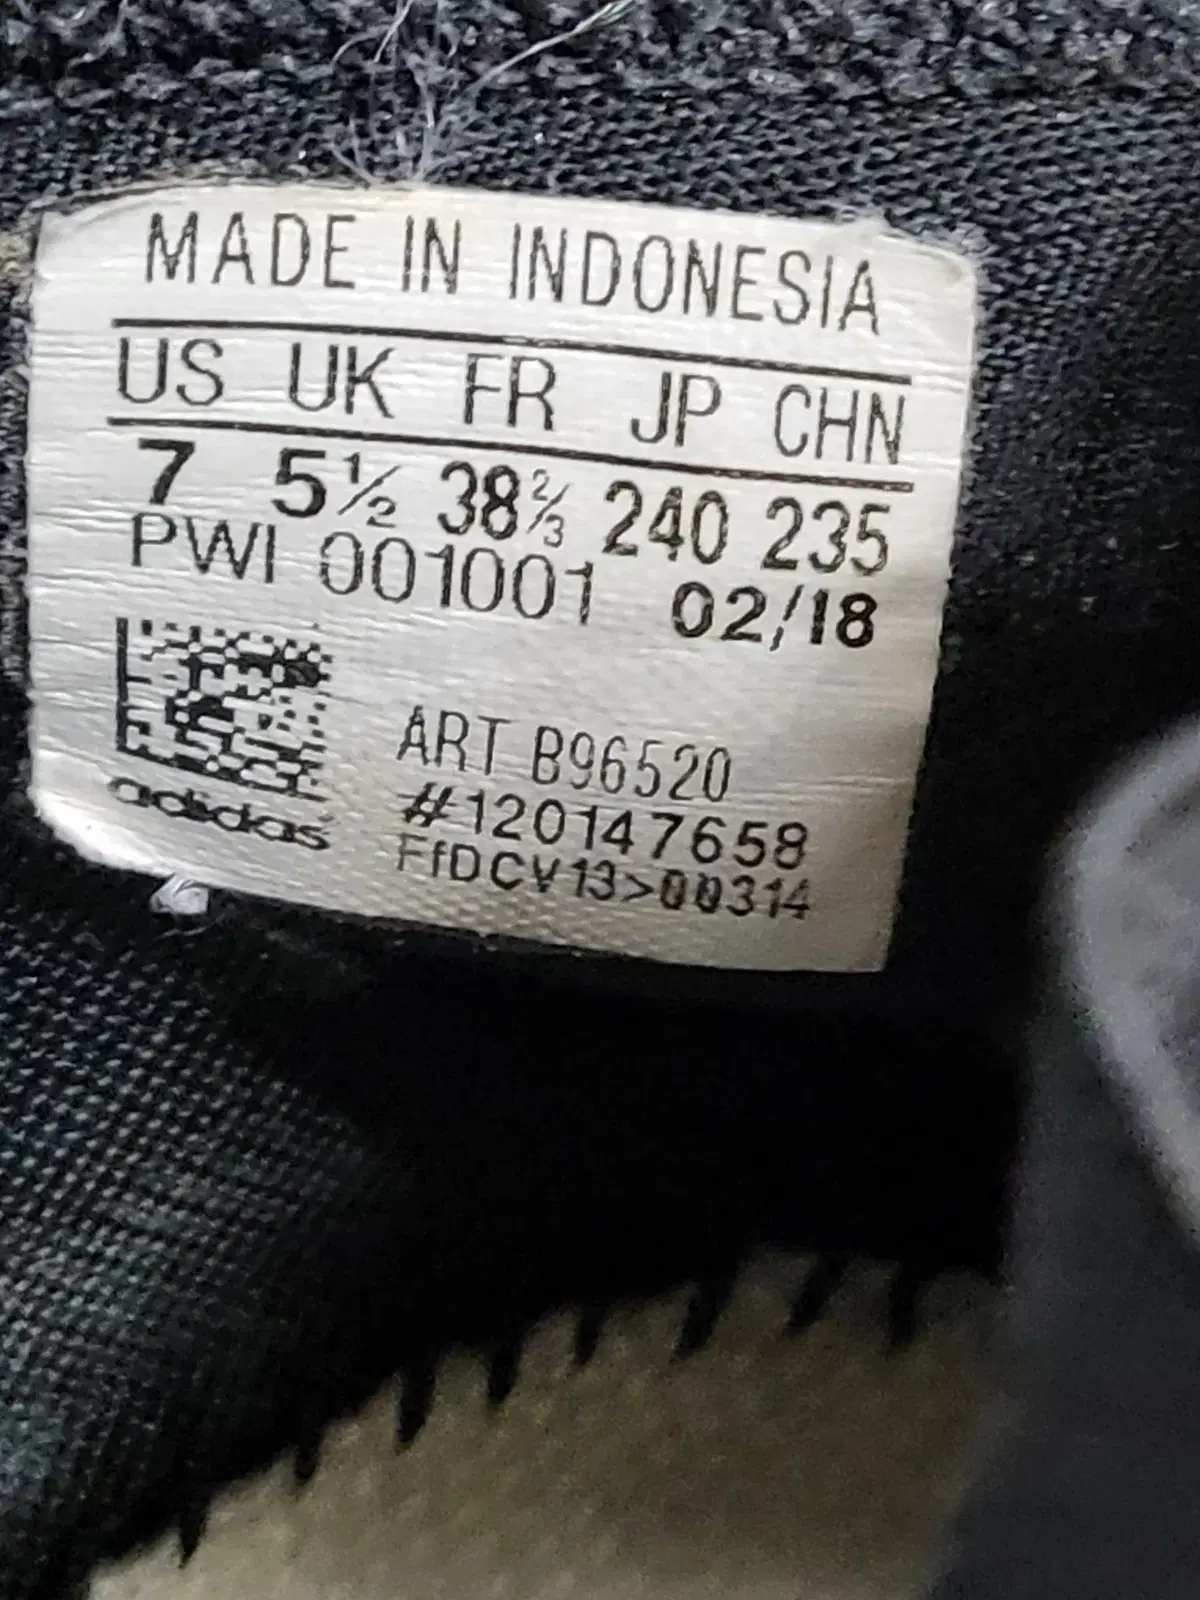 MADE IN INDONESIA
US UK FR JP CHN
7 5½ 38⅔ 240 235
PWI 001001 02/18
ART B96520
#120147658
adidas
FfDCV13>00314